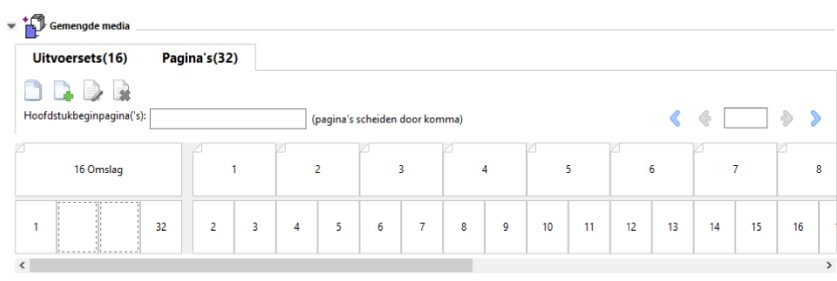 Gemengde media
Uitvoersets(16) Pagina's(32)
Hoofdstukbeginpagina('s): (pagina's scheiden door komma)
16 Omslag 1 2 3 4 5 6 7 8
1 32 2 3 4 5 6 7 8 9 10 11 12 13 14 15 16